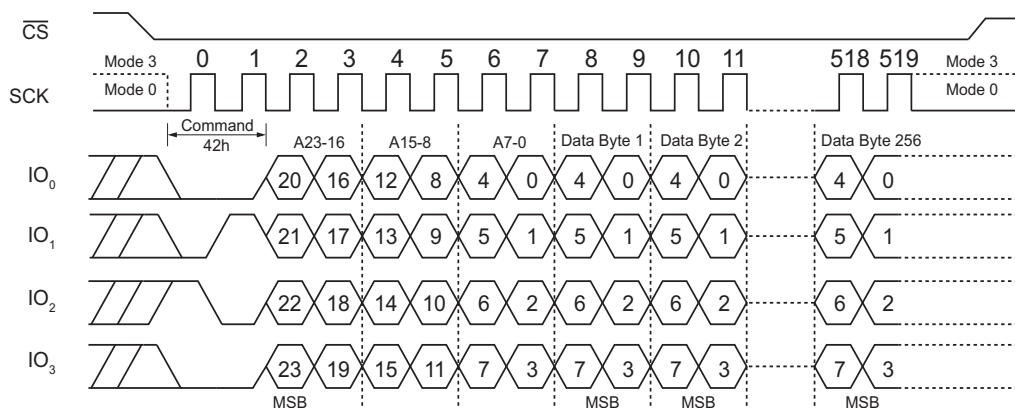 CS
Mode 3 0 1 2 3 4 5 6 7 8 9 10 11 518 519 Mode 3
SCK Mode 0 Mode 0
Command
42h A23-16 A15-8 A7-0 Data Byte 1 Data Byte 2 Data Byte 256
IO0 20 16 12 8 4 0 4 0 4 0 4 0
IO1 21 17 13 9 5 1 5 1 5 1 5 1
IO2 22 18 14 10 6 2 6 2 6 2 6 2
IO3 23 19 15 11 7 3 7 3 7 3 7 3
MSB MSB MSB MSB